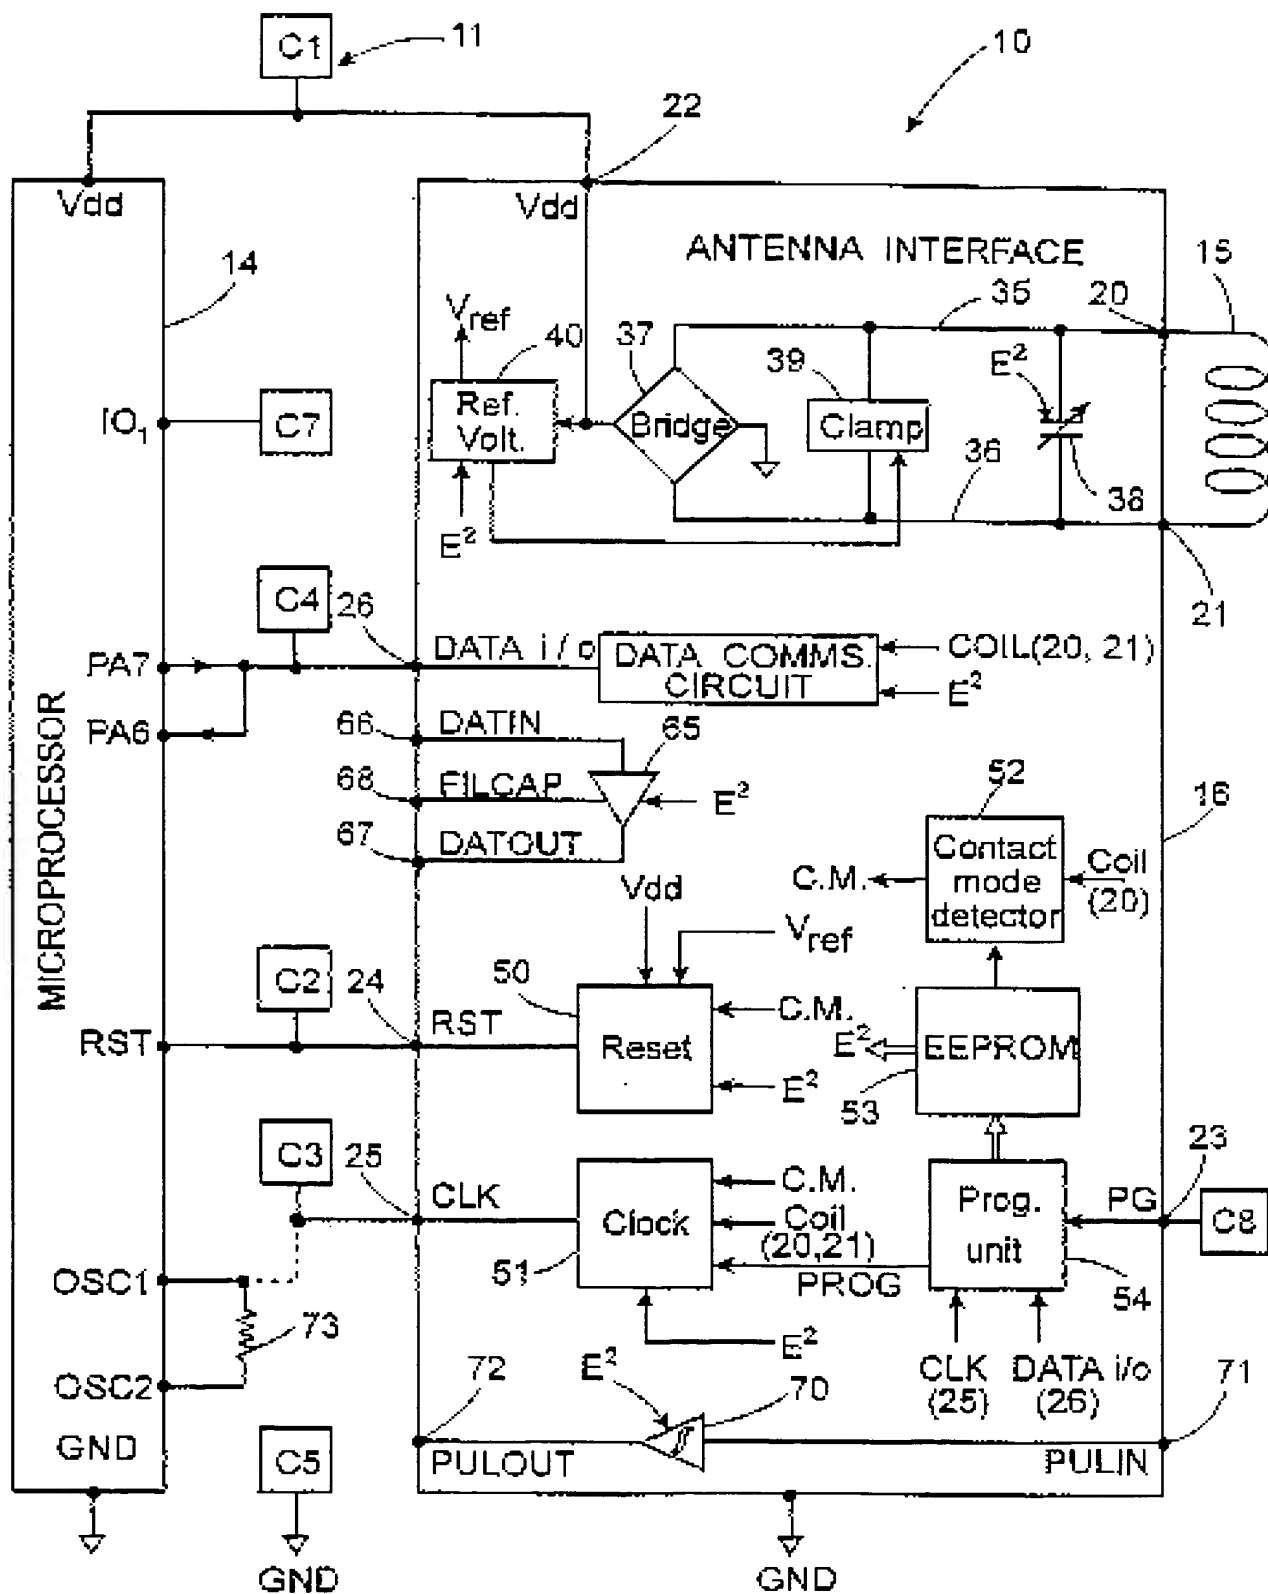 C1
11
10
22
Vdd
Vdd
ANTENNA INTERFACE
14
15
35
20
Vref
40
37
39
E²
Ref.
Volt.
Bridge
Clamp
IO1
C7
36
38
E²
21
C4
26
PA7
DATA i/o
DATA COMMS.
CIRCUIT
COIL(20, 21)
E²
PA6
66
DATIN
65
68
FILCAP
E²
52
16
67
DATOUT
Contact
mode
detector
C.M.
Coil
(20)
Vdd
Vref
MICROPROCESSOR
C2
24
50
RST
RST
Reset
C.M.
E²
E²
EEPROM
53
C3
25
CLK
Clock
51
C.M.
Coil
(20,21)
PROG
Prog.
unit
23
PG
C8
54
OSC1
73
E²
OSC2
72
E²
70
CLK
(25)
DATA i/o
(26)
71
GND
C5
PULOUT
PULIN
GND
GND